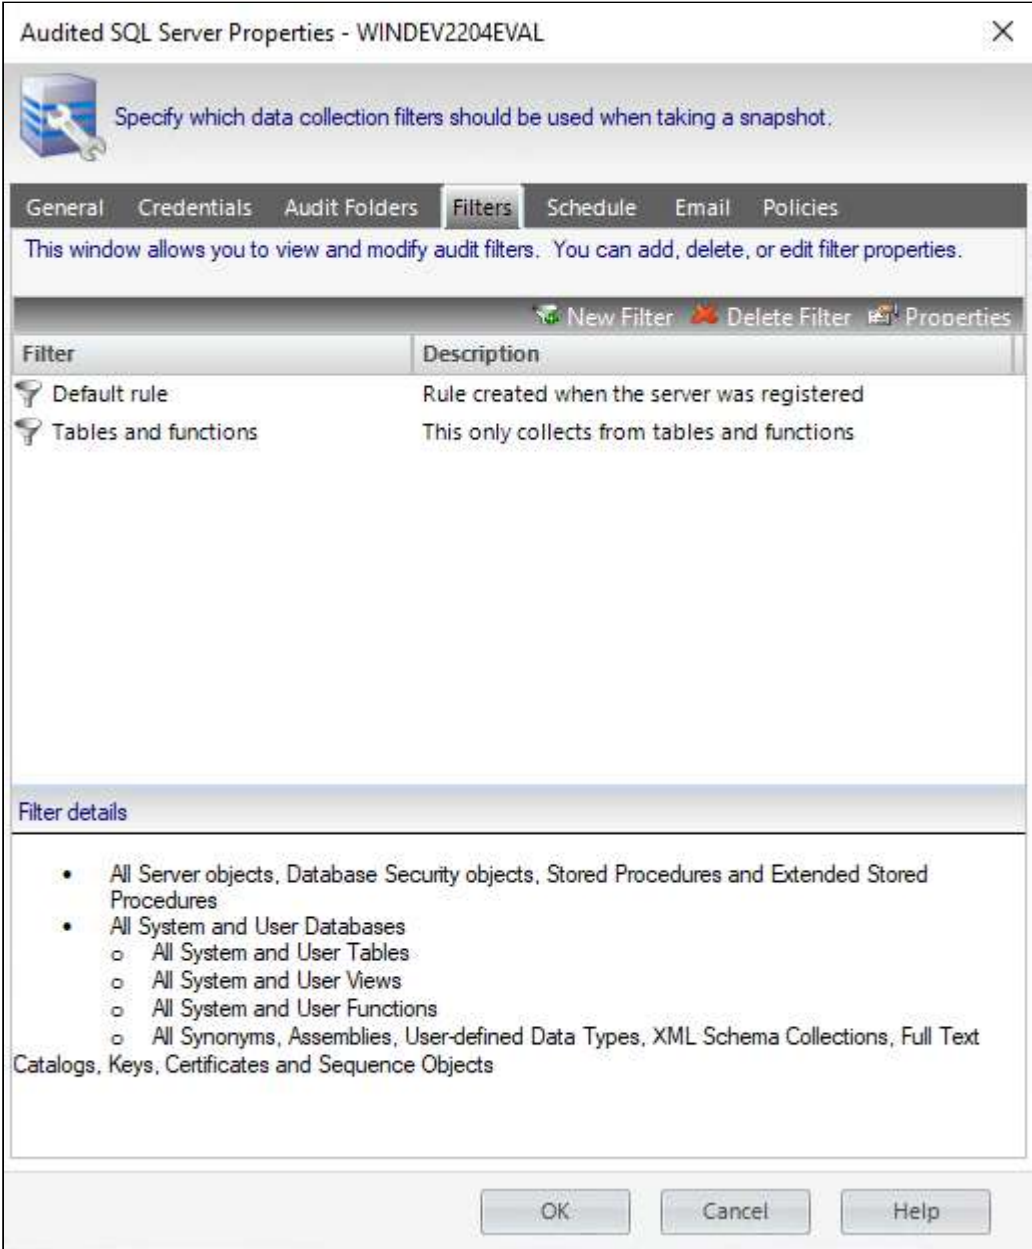 Audited SQL Server Properties - WINDEV2204EVAL
Specify which data collection filters should be used when taking a snapshot.
General Credentials Audit Folders Filters Schedule Email Policies
This window allows you to view and modify audit filters. You can add, delete, or edit filter properties.
New Filter Delete Filter Properties
Filter Description
Default rule Rule created when the server was registered
Tables and functions This only collects from tables and functions
Filter details
• All Server objects, Database Security objects, Stored Procedures and Extended Stored
Procedures
• All System and User Databases
o All System and User Tables
o All System and User Views
o All System and User Functions
o All Synonyms, Assemblies, User-defined Data Types, XML Schema Collections, Full Text
Catalogs, Keys, Certificates and Sequence Objects
OK Cancel Help